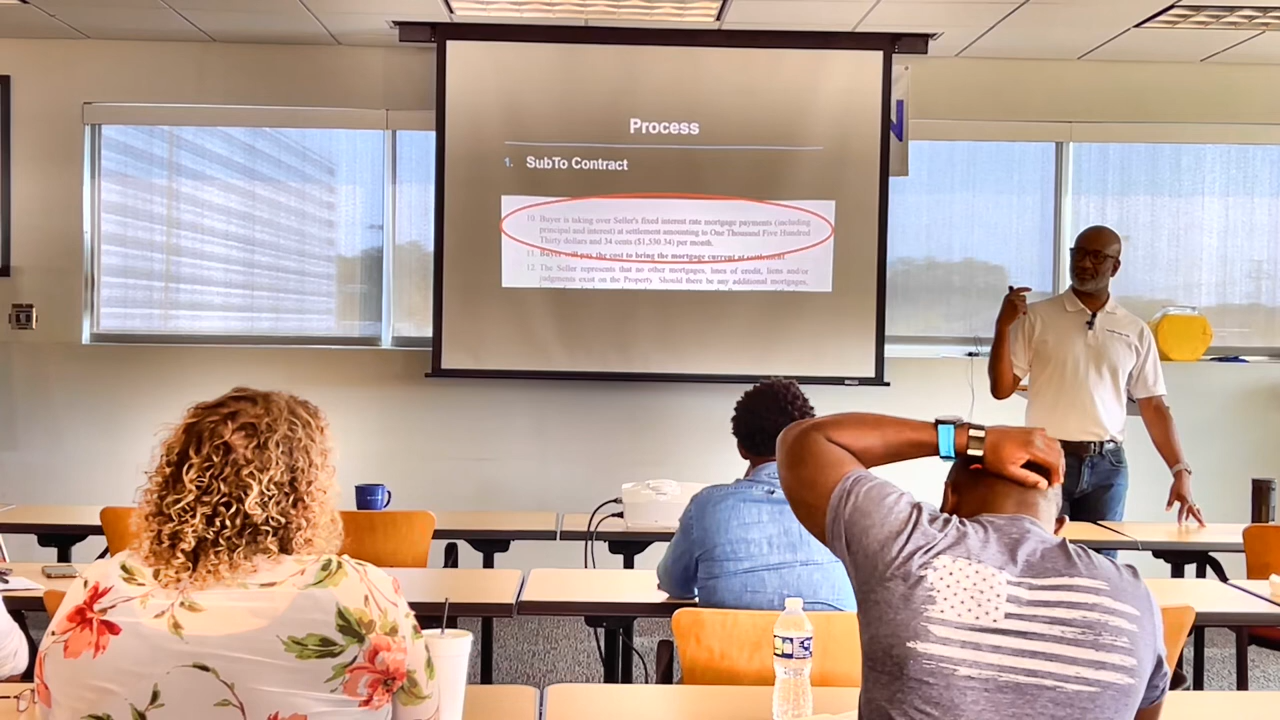 Process
1. SubTo Contract
10. Buyer is taking over Seller's fixed interest rate mortgage payments (including
principal and interest) at settlement amounting to One Thousand Five Hundred
Thirty dollars and 34 cents ($1,530.34) per month.
11. Buyer will pay the cost to bring the mortgage current at settlement.
12. The Seller represents that no other mortgages, lines of credit, liens and/or
judgments exist on the Property. Should there be any additional mortgages,
N